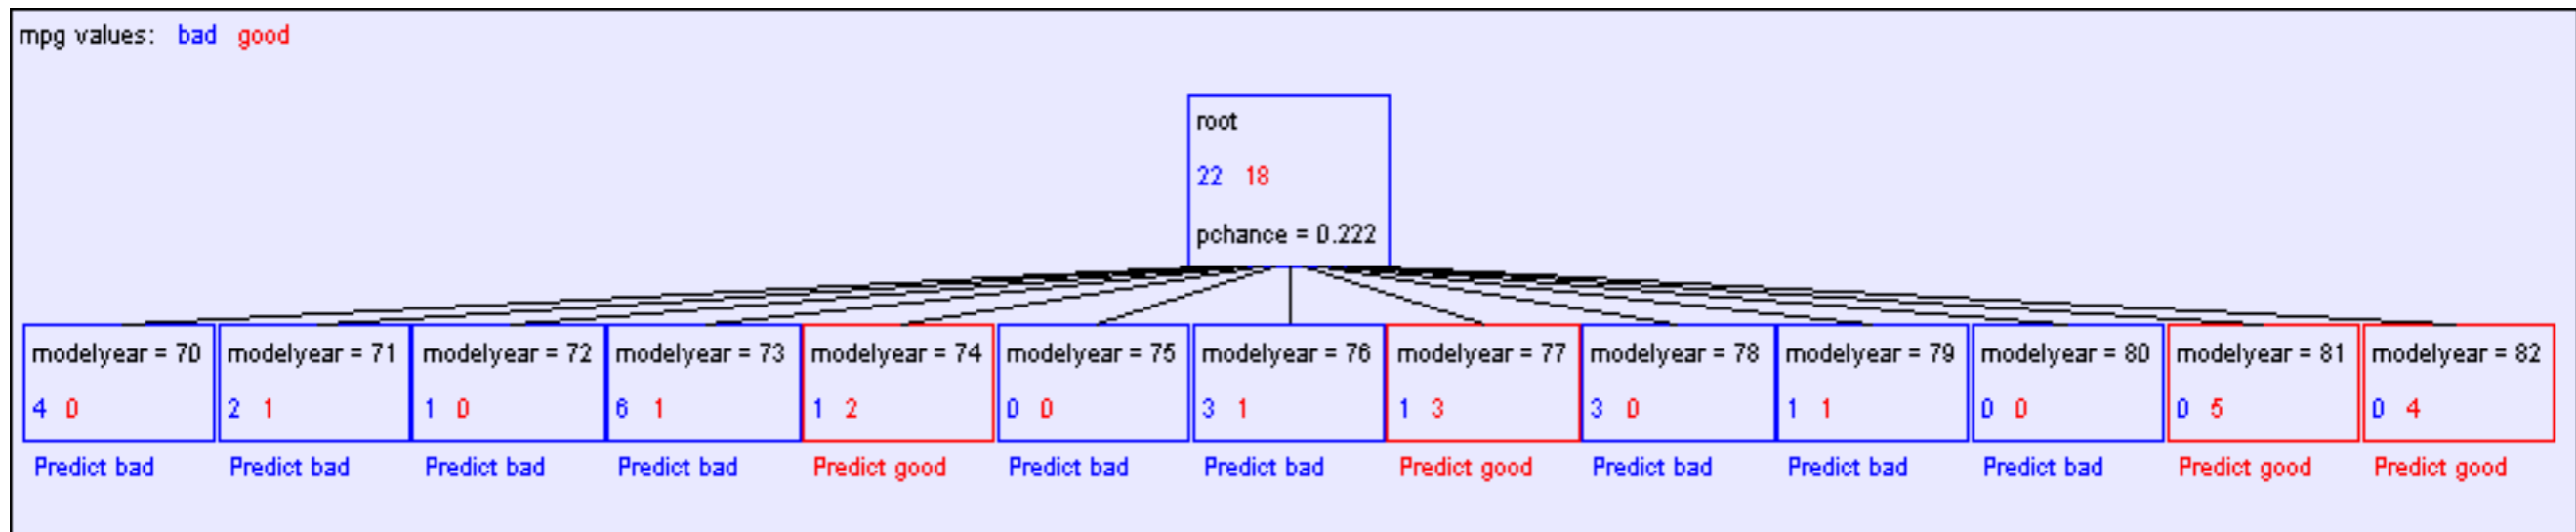 mpg values: bad good
root
22 18
pchance = 0.222
modelyear = 70 modelyear = 71 modelyear = 72 modelyear = 73 modelyear = 74 modelyear = 75 modelyear = 76 modelyear = 77 modelyear = 78 modelyear = 79 modelyear = 80 modelyear = 81 modelyear = 82
4 0 2 1 1 0 6 1 1 2 0 0 3 1 1 3 3 0 1 1 0 0 0 5 0 4
Predict bad Predict bad Predict bad Predict bad Predict good Predict bad Predict bad Predict good Predict bad Predict bad Predict bad Predict good Predict good